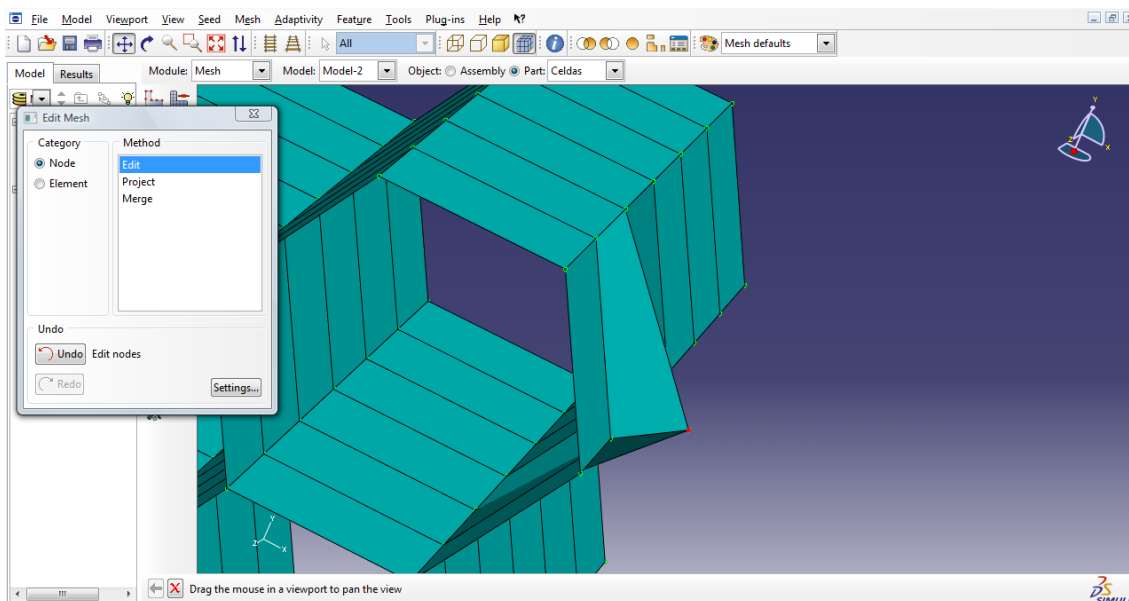 File Model Viewport View Seed Mesh Adaptivity Feature Tools Plug-ins Help
All Mesh defaults
Model Results Module: Mesh Model: Model-2 Object: Assembly Part: Celdas
Edit Mesh
Category Method
Node Edit
Element Project
Merge
Undo
Undo Edit nodes
Redo Settings...
Y
Z X
Y
Z X
Drag the mouse in a viewport to pan the view